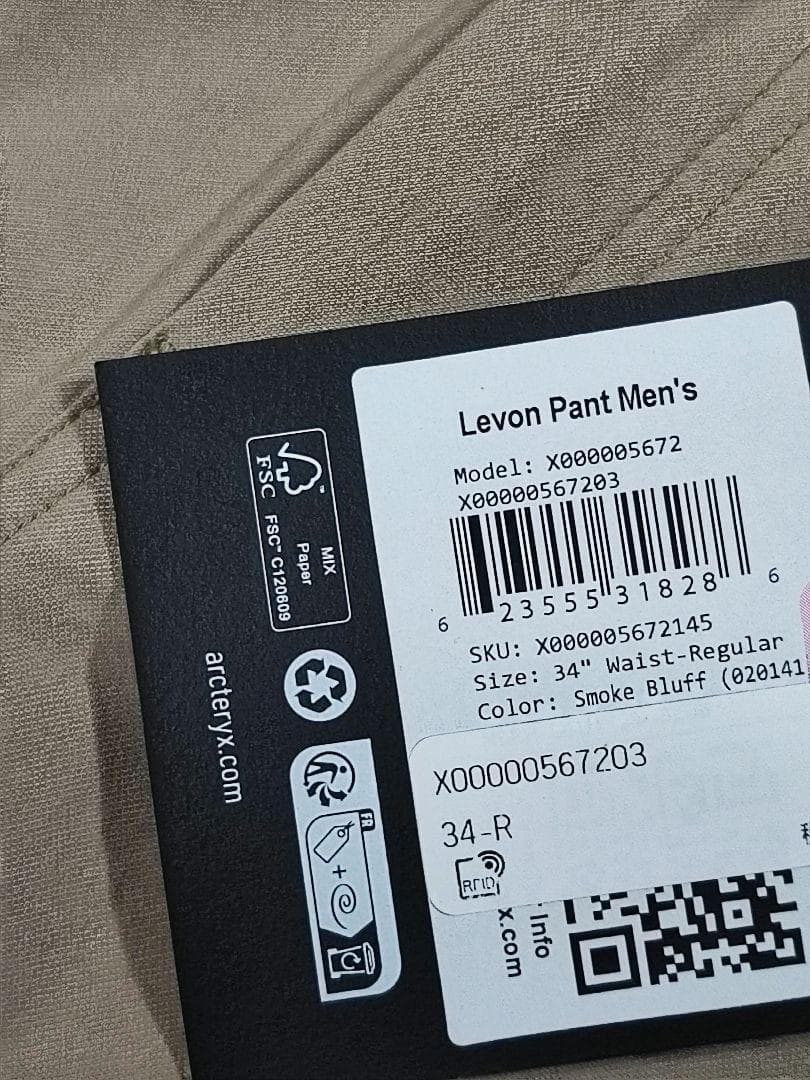 Levon Pant Men's
Model: X000005672
X00000567203
6 23555 31828 6
SKU: X000005672145
Size: 34" Waist-Regular
Color: Smoke Bluff (020141
X00000567203
34-R
RFID
Info
x.com
FSC
FSC™ C120609
MIX
Paper
arcteryx.com
FR
+